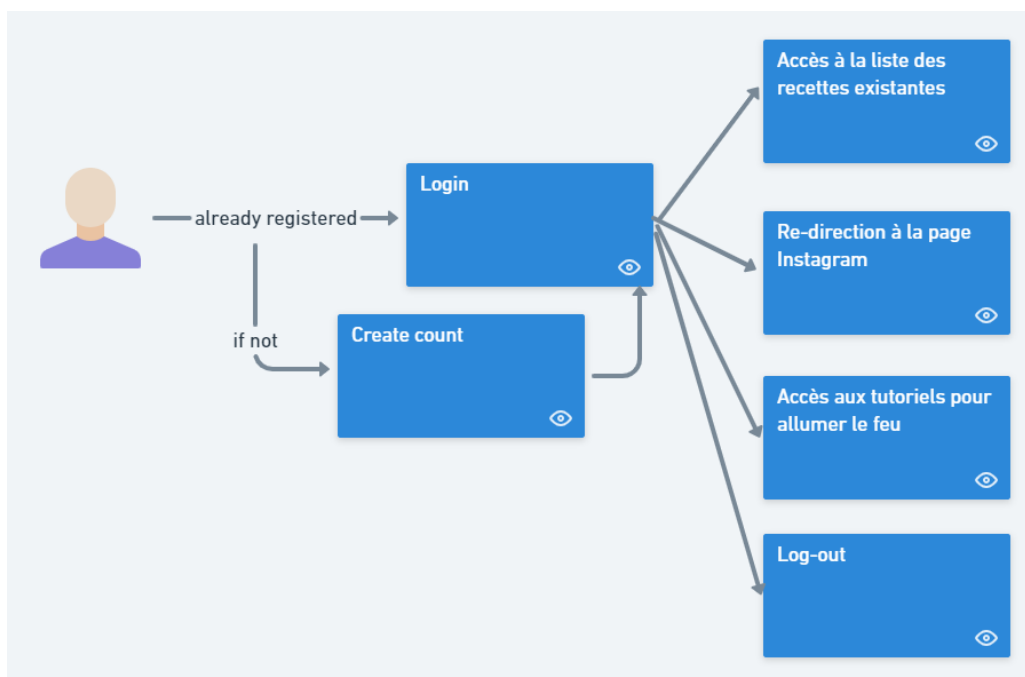 already registered
if not
Login
Create count
Accès à la liste des
recettes existantes
Re-direction à la page
Instagram
Accès aux tutoriels pour
allumer le feu
Log-out